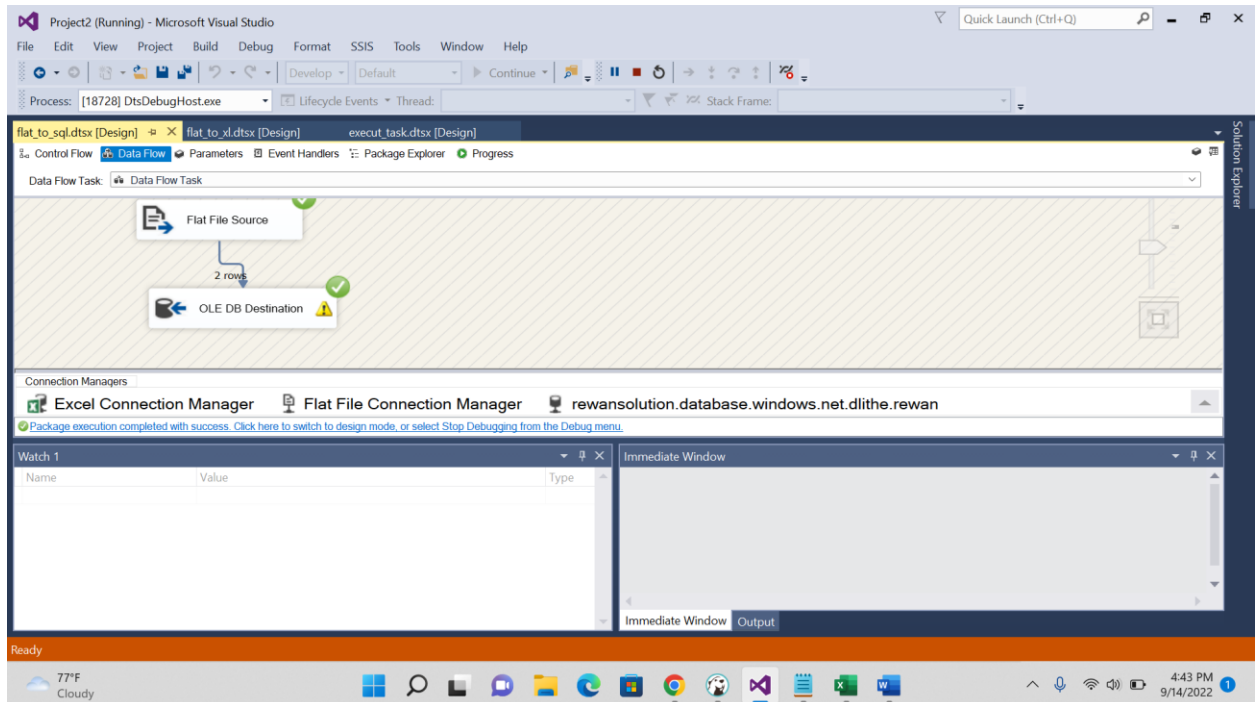 Project2 (Running) - Microsoft Visual Studio
Quick Launch (Ctrl+Q)
File Edit View Project Build Debug Format SSIS Tools Window Help
Develop Default Continue
Process: [18728] DtsDebugHost.exe Lifecycle Events Thread: Stack Frame:
flat_to_sql.dtsx [Design] flat_to_xl.dtsx [Design] execut_task.dtsx [Design]
Solution Explorer
Control Flow Data Flow Parameters Event Handlers Package Explorer Progress
Data Flow Task: Data Flow Task
Flat File Source
2 rows
OLE DB Destination
Connection Managers
Excel Connection Manager Flat File Connection Manager rewansolution.database.windows.net.dlithe.rewan
Package execution completed with success. Click here to switch to design mode, or select Stop Debugging from the Debug menu.
Watch 1 Immediate Window
Name Value Type
Immediate Window Output
Ready
77°F
Cloudy
4:43 PM
9/14/2022
1